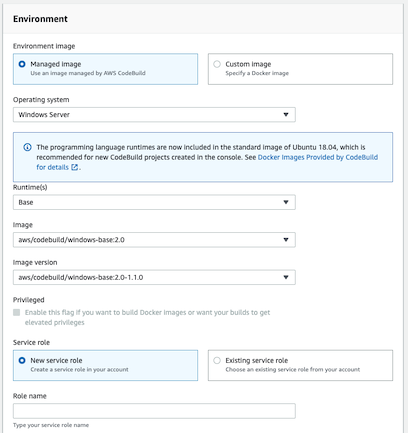 Environment
Environment image
Managed image
Use an image managed by AWS CodeBuild
Custom image
Specify a Docker image
Operating system
Windows Server
The programming language runtimes are now included in the standard image of Ubuntu 18.04, which is
recommended for new CodeBuild projects created in the console. See Docker Images Provided by CodeBuild
for details .
Runtime(s)
Base
Image
aws/codebuild/windows-base:2.0
Image version
aws/codebuild/windows-base:2.0-1.1.0
Privileged
Enable this flag if you want to build Docker images or want your builds to get
elevated privileges
Service role
New service role
Create a service role in your account
Existing service role
Choose an existing service role from your account
Role name
Type your service role name